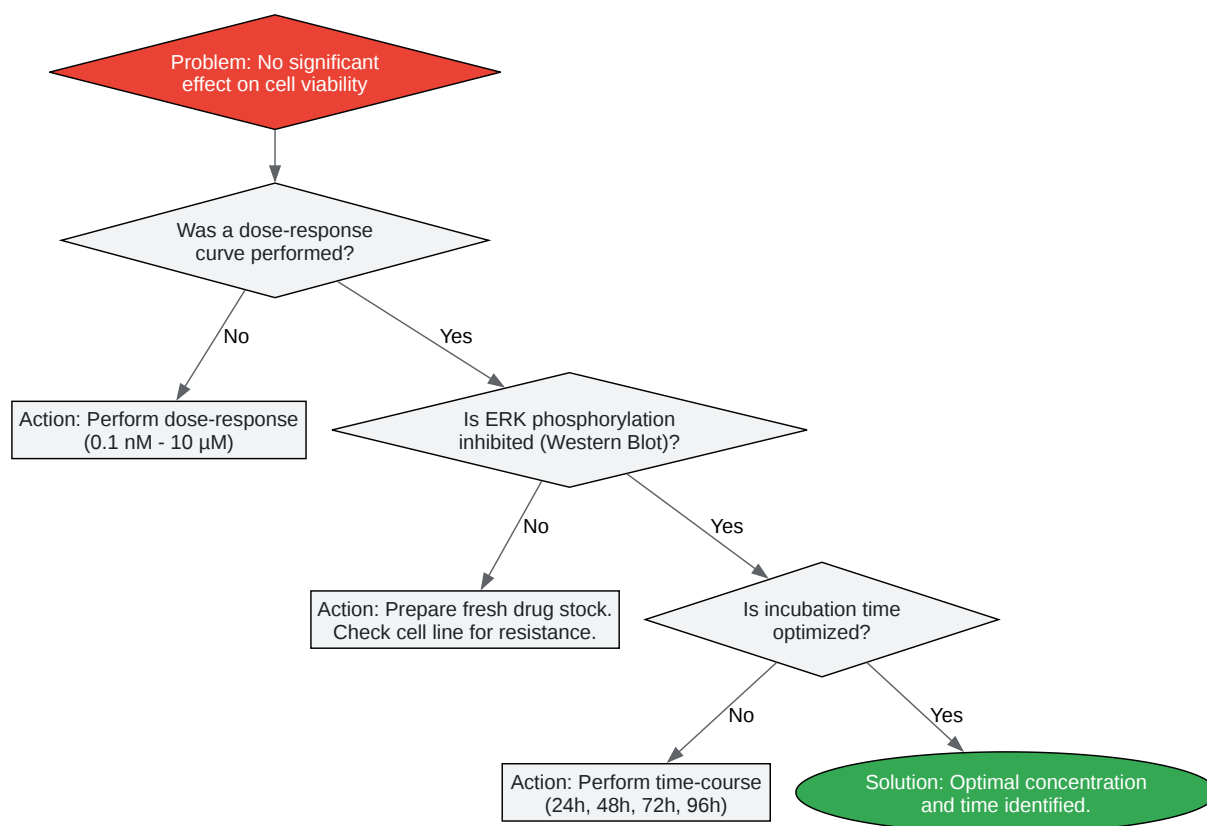 Problem: No significant
effect on cell viability
Was a dose-response
curve performed?
No
Yes
Action: Perform dose-response
(0.1 nM - 10 µM)
Is ERK phosphorylation
inhibited (Western Blot)?
No
Yes
Action: Prepare fresh drug stock.
Check cell line for resistance.
Is incubation time
optimized?
No
Yes
Action: Perform time-course
(24h, 48h, 72h, 96h)
Solution: Optimal concentration
and time identified.